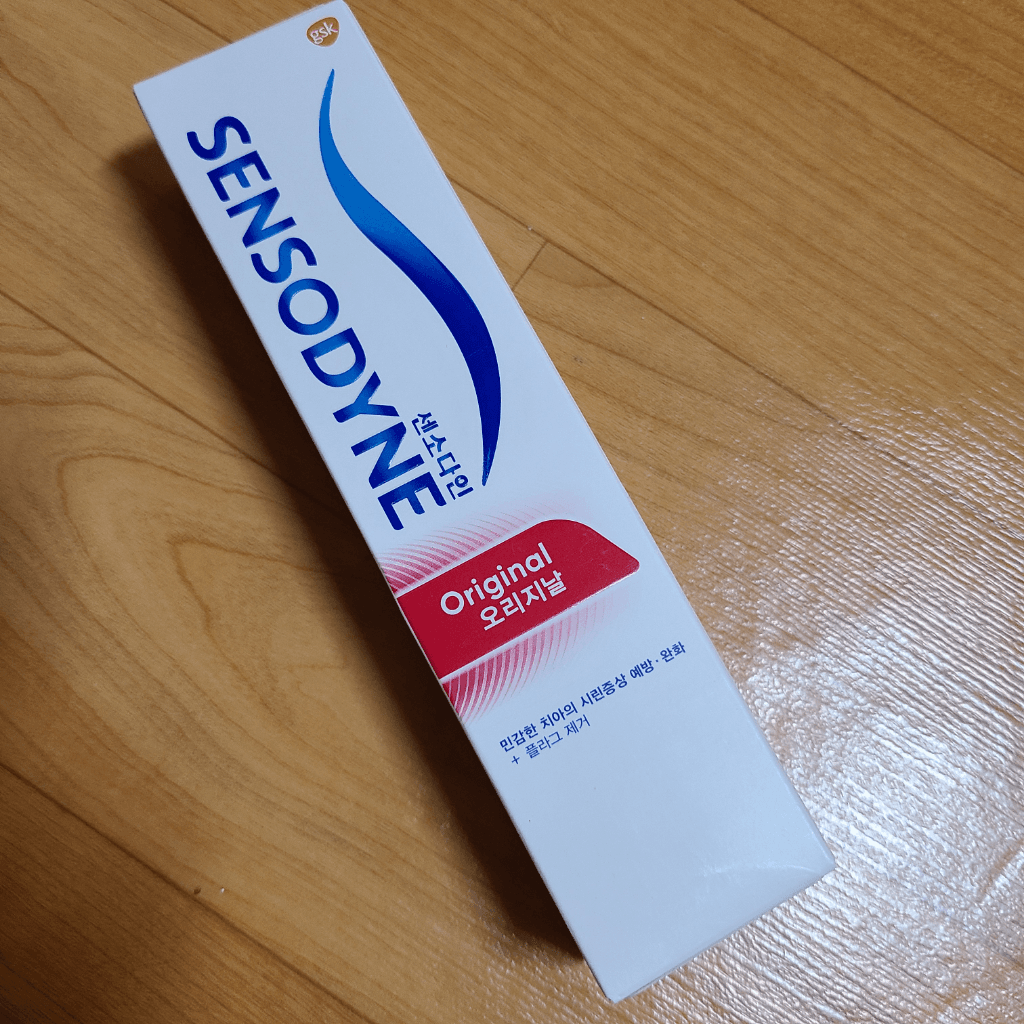 gsk
SENSODYNE
센소다인
Original
오리지날
민감한 치아의 시린증상 예방·완화
+ 플라그 제거